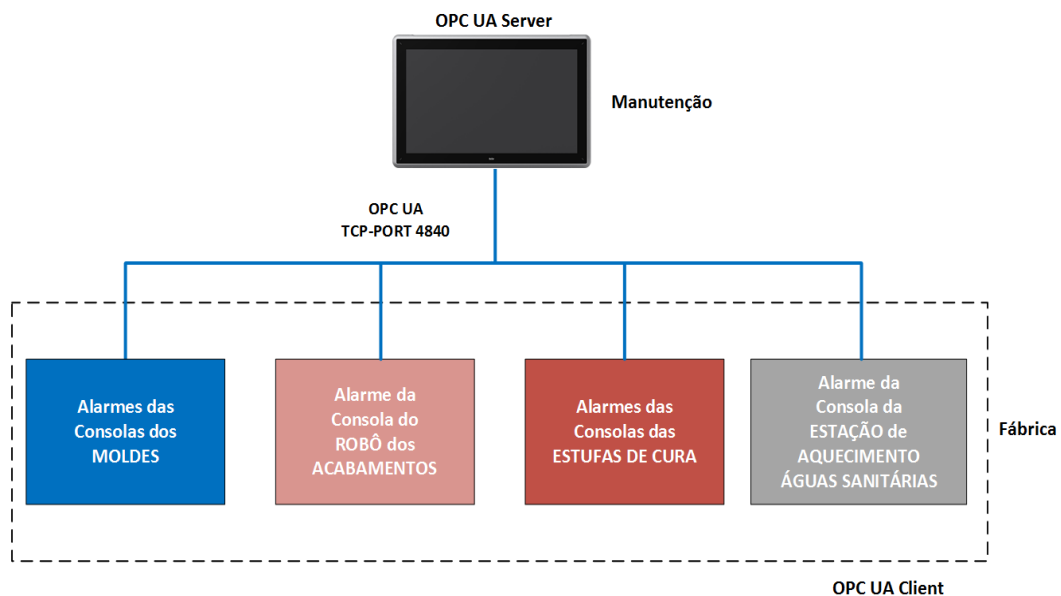 OPC UA Server
Manutenção
OPC UA
TCP-PORT 4840
Alarmes das
Consolas dos
MOLDES
Alarme da
Consola do
ROBÔ dos
ACABAMENTOS
Alarmes das
Consolas das
ESTUFAS DE CURA
Alarme da
Consola da
ESTAÇÃO de
AQUECIMENTO
ÁGUAS SANITÁRIAS
Fábrica
OPC UA Client